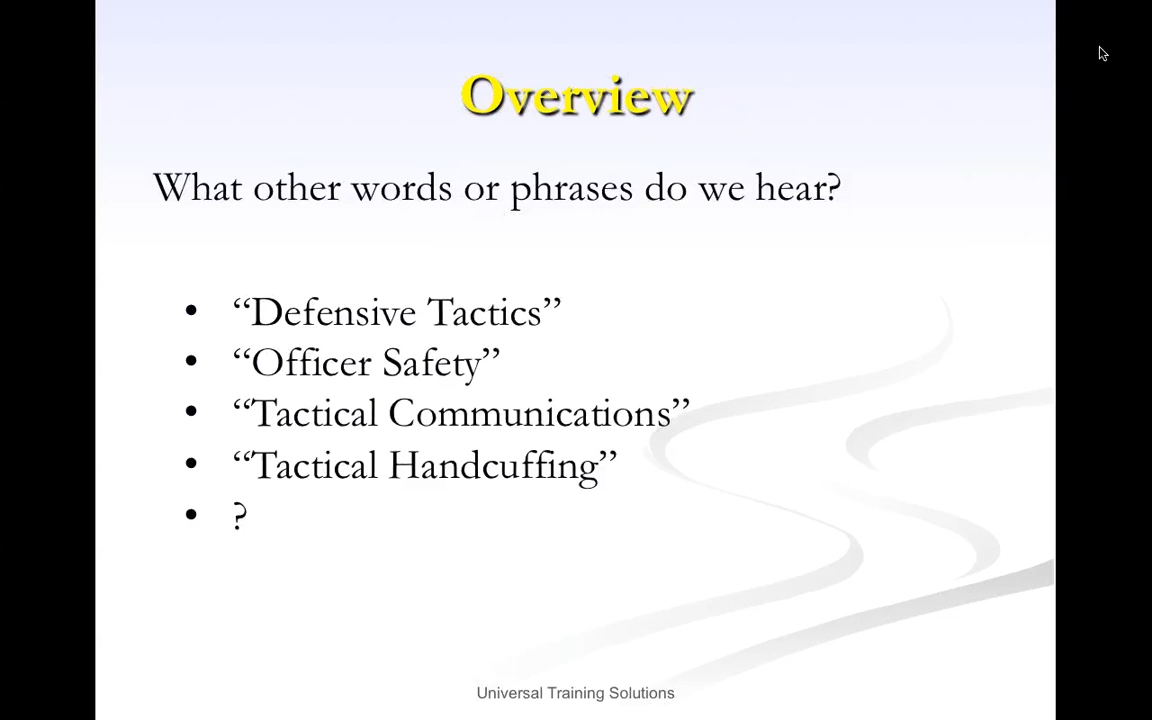 Overview
What other words or phrases do we hear?
• “Defensive Tactics”
• “Officer Safety”
• “Tactical Communications”
• “Tactical Handcuffing”
• ?
Universal Training Solutions